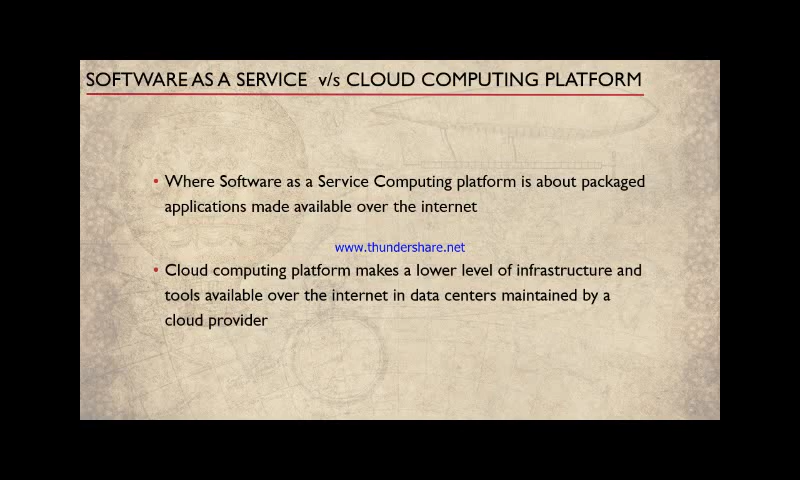 SOFTWARE AS A SERVICE v/s CLOUD COMPUTING PLATFORM
• Where Software as a Service Computing platform is about packaged
applications made available over the internet
www.thundershare.net
• Cloud computing platform makes a lower level of infrastructure and
tools available over the internet in data centers maintained by a
cloud provider